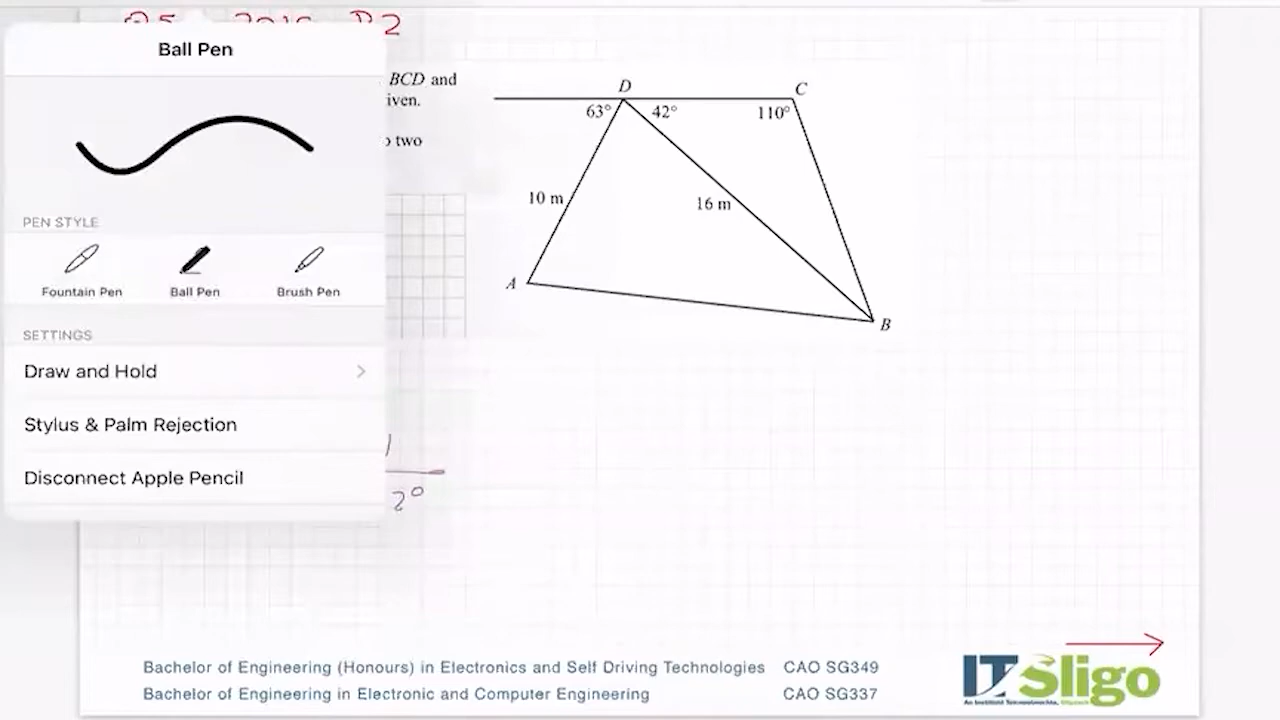 Ball Pen
BCD and
iven.
two
D
C
63°
42°
110°
10 m
16 m
A
B
PEN STYLE
Fountain Pen
Ball Pen
Brush Pen
SETTINGS
Draw and Hold
Stylus & Palm Rejection
Disconnect Apple Pencil
2°
Bachelor of Engineering (Honours) in Electronics and Self Driving Technologies CAO SG349
Bachelor of Engineering in Electronic and Computer Engineering CAO SG337
IT Sligo